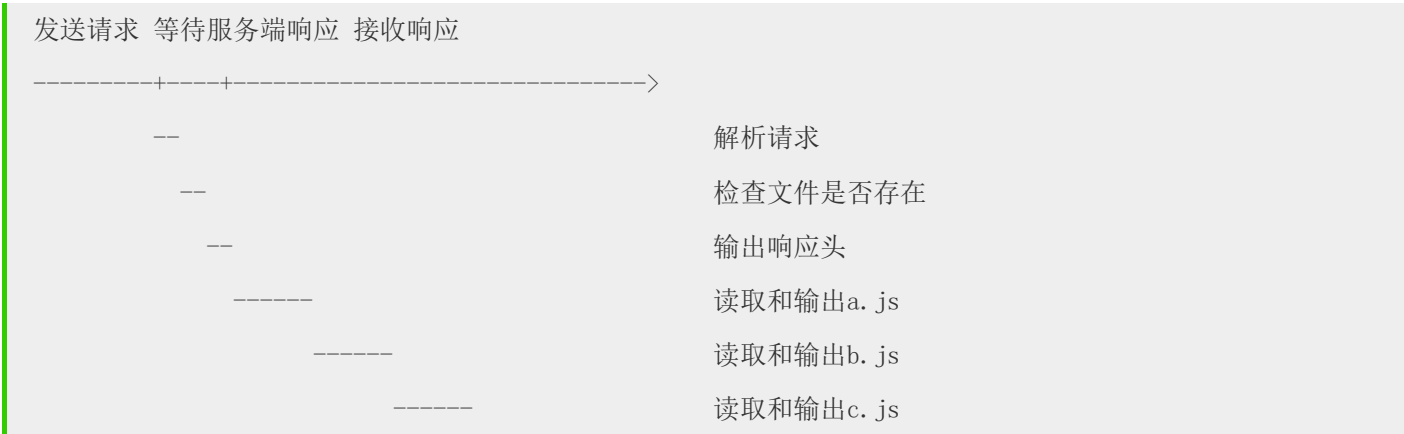 发送请求 等待服务端响应 接收响应
---------+----+------------------------------->
-- 解析请求
-- 检查文件是否存在
-- 输出响应头
------ 读取和输出a.js
------ 读取和输出b.js
------ 读取和输出c.js